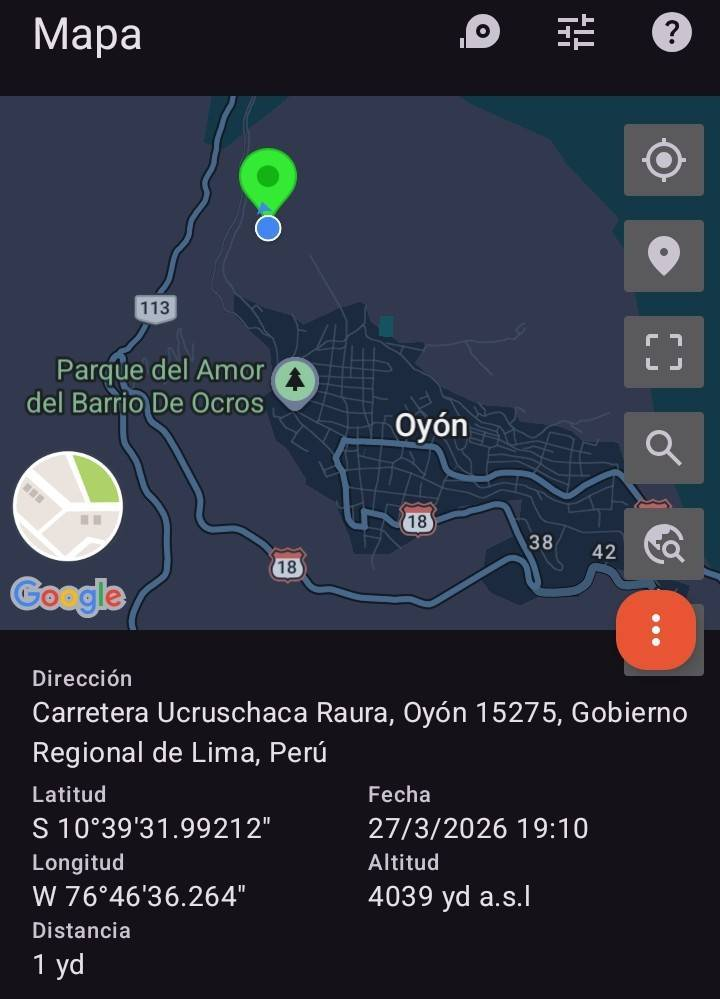 Mapa
113
Parque del Amor
del Barrio De Ocros
Oyón
18
38
42
18
Google
Dirección
Carretera Ucruschaca Raura, Oyón 15275, Gobierno
Regional de Lima, Perú
Latitud
S 10°39'31.99212"
Fecha
27/3/2026 19:10
Longitud
W 76°46'36.264"
Altitud
4039 yd a.s.l
Distancia
1 yd